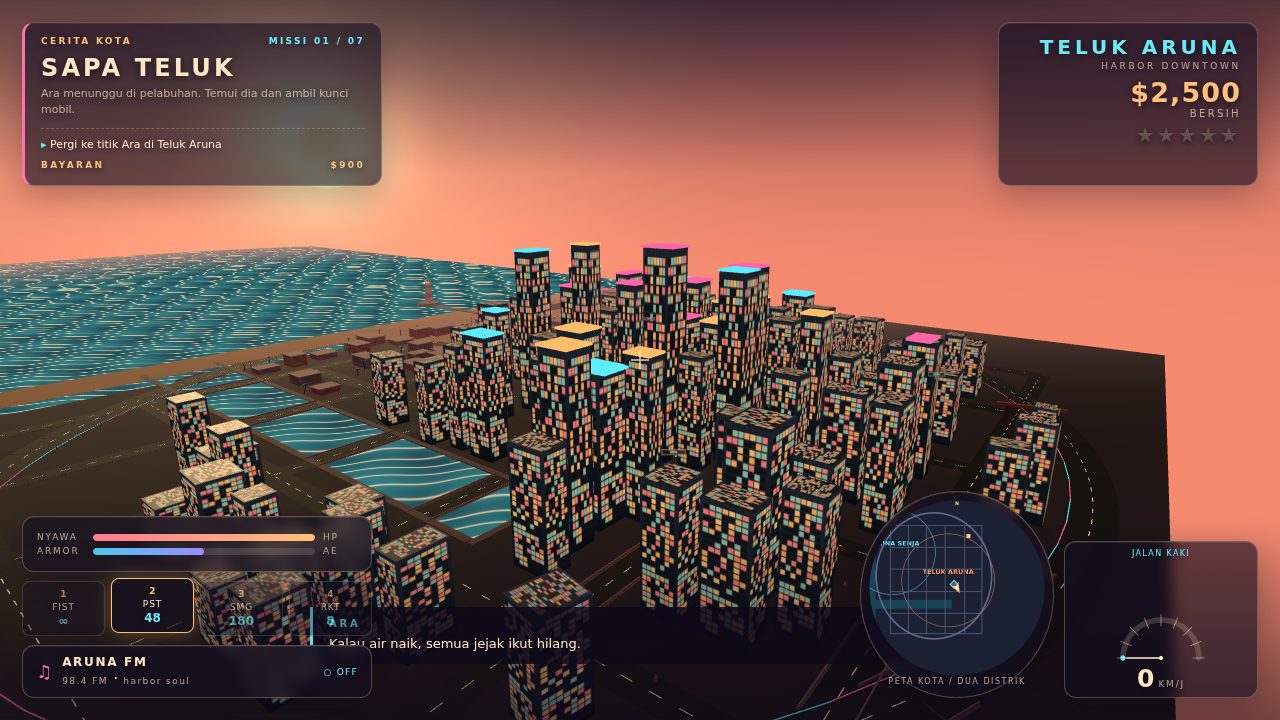 CERITA KOTA
MISSI 01 / 07
SAPA TELUK
Ara menunggu di pelabuhan. Temui dia dan ambil kunci
mobil.
▸ Pergi ke titik Ara di Teluk Aruna
BAYARAN
$900
TELUK ARUNA
HARBOR DOWNTOWN
$2,500
BERSIH
★★★★★
NYAWA
HP
ARMOR
AE
1
FIST
∞
2
PST
48
3
SMG
180
4
RKT
8
ARA
Kalau air naik, semua jejak ikut hilang.
♫ ARUNA FM
98.4 FM · harbor soul
○ OFF
N
NA SENJA
TELUK ARUNA
PETA KOTA / DUA DISTRIK
JALAN KAKI
0 KM/J